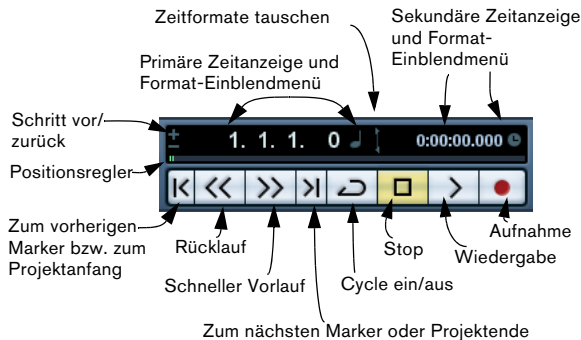 Zeitformate tauschen
Sekundäre Zeitanzeige
und Format-
Einblendmenü
Primäre Zeitanzeige und
Format-Einblendmenü
Schritt vor/
zurück
1. 1. 1. 0
0:00:00.000
Positionsregler
Zum vorherigen
Marker bzw. zum
Projektanfang
Rücklauf
Schneller Vorlauf
Cycle ein/aus
Stop
Wiedergabe
Aufnahme
Zum nächsten Marker oder Projektende